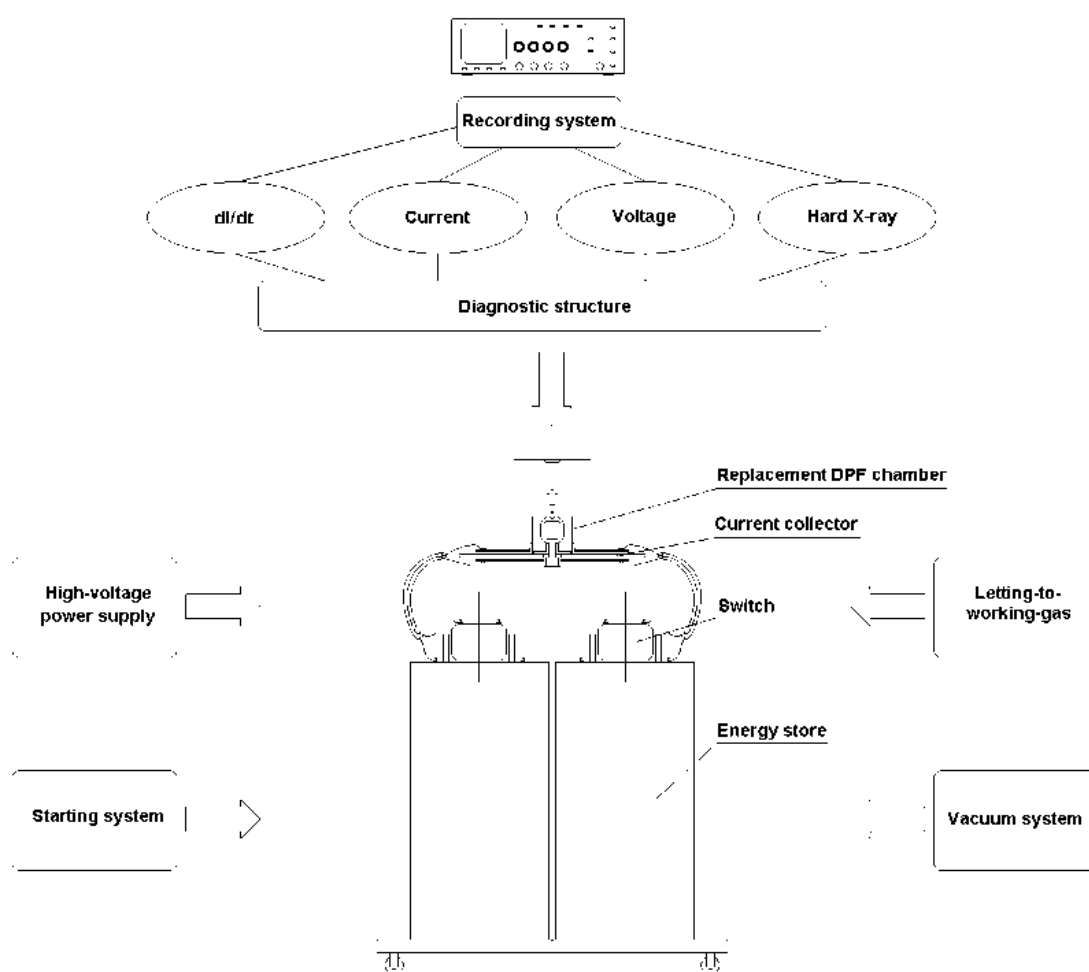 Recording system
dI/dt
Current
Voltage
Hard X-ray
Diagnostic structure
Replacement DPF chamber
Current collector
High-voltage
power supply
Switch
Letting-to-
working-gas
Energy store
Starting system
Vacuum system